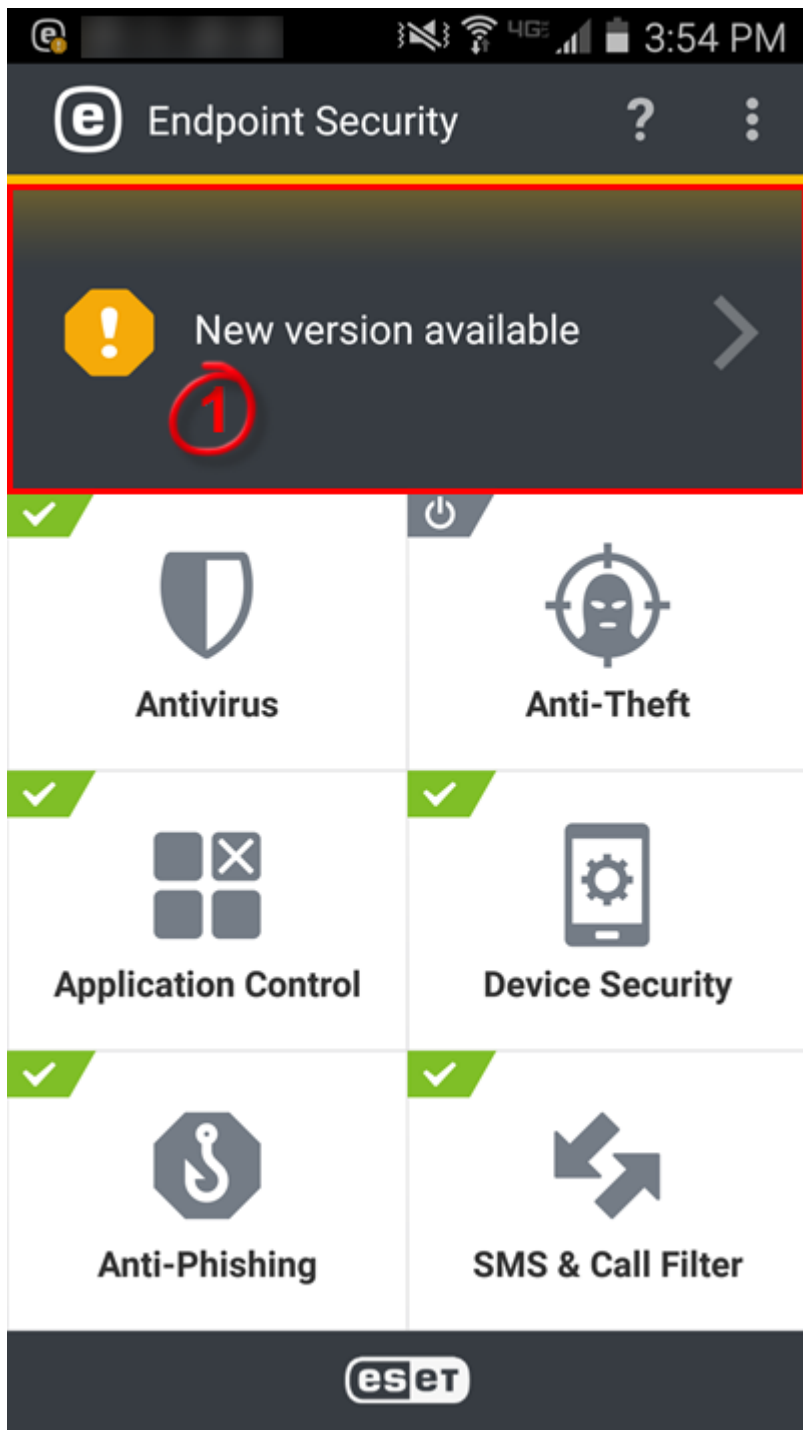 4GE 3:54 PM
e Endpoint Security ?
New version available
1
Antivirus
Anti-Theft
Application Control
Device Security
Anti-Phishing
SMS & Call Filter
eset